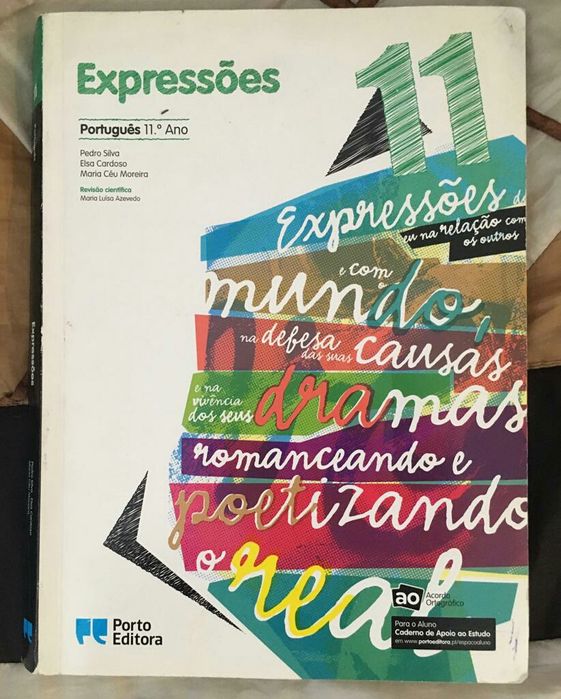 Expressões
11
Português 11.º Ano
Pedro Silva
Elsa Cardoso
Maria Céu Moreira
Revisão científica
Maria Luísa Azevedo
Expressões d
eu na relação com
os outros
e com
mundo,
na defesa
das suas
causas
e na
vivência
dos seus
dramas
romanceando e
poetizando
o real
ao
Acordo
Ortográfico
Para o Aluno
Caderno de Apoio ao Estudo
em www.portoeditora.pt/espacoaluno
Porto
Editora
Expressões